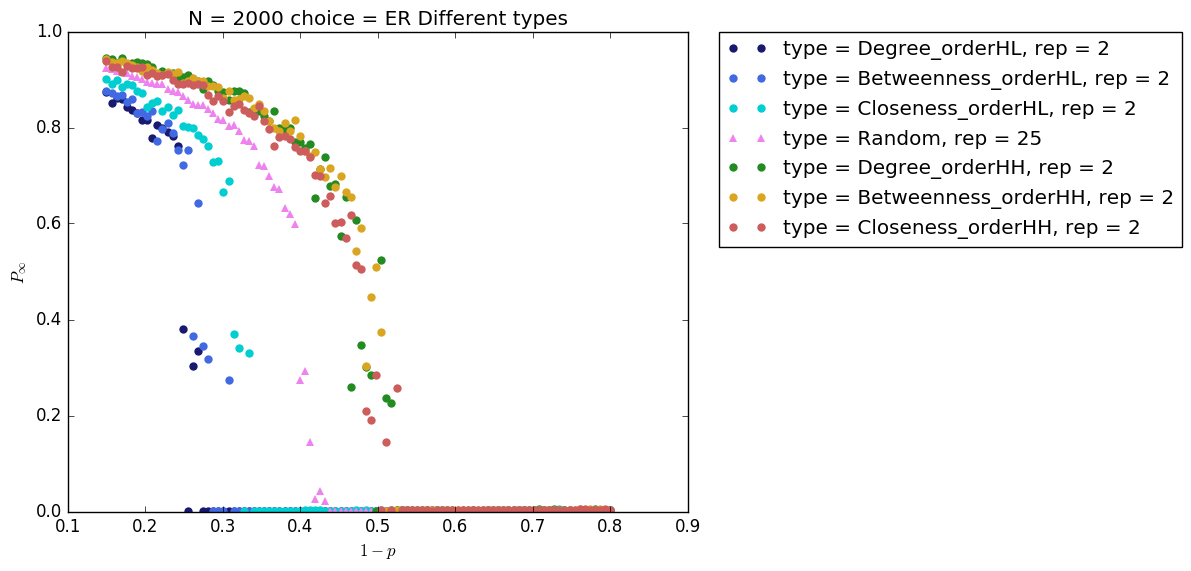 N = 2000 choice = ER Different types
1.0
0.8
0.6
0.4
0.2
0.0
P∞
0.1 0.2 0.3 0.4 0.5 0.6 0.7 0.8 0.9
1 − p
type = Degree_orderHL, rep = 2
type = Betweenness_orderHL, rep = 2
type = Closeness_orderHL, rep = 2
type = Random, rep = 25
type = Degree_orderHH, rep = 2
type = Betweenness_orderHH, rep = 2
type = Closeness_orderHH, rep = 2